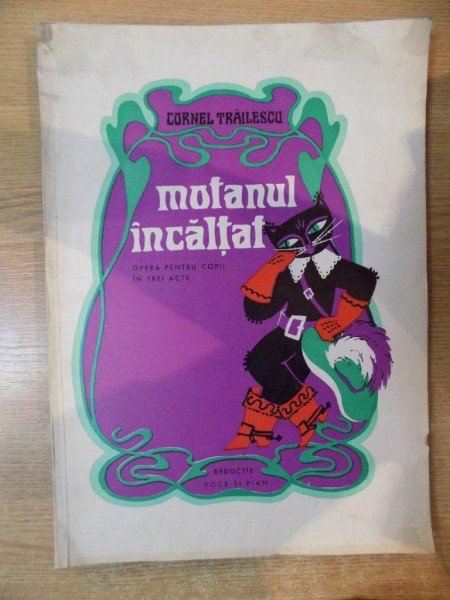 CORNEL TRĂILESCU
motanul
încălțat
OPERĂ PENTRU COPII
ÎN TREI ACTE
REDUCȚIE
VOCE ȘI PIAN